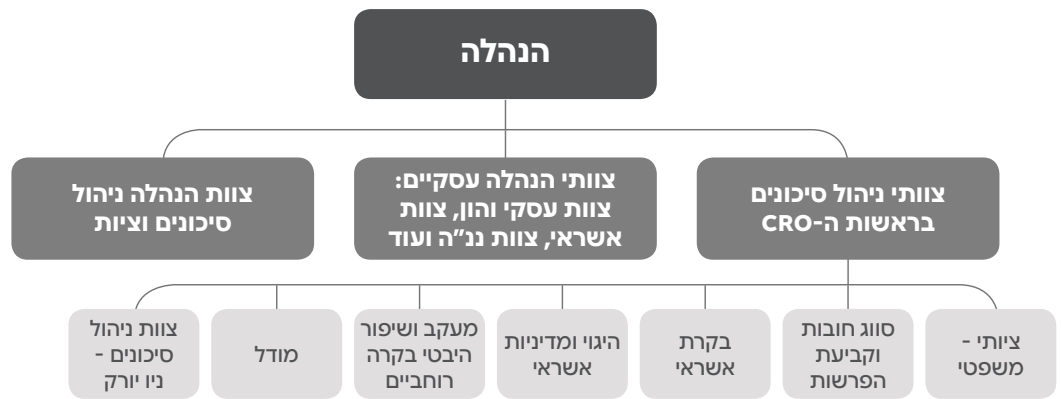 הנהלה
צוותי ניהול סיכונים
בראשות ה-CRO
צוותי הנהלה עסקיים:
צוות עסקי והון, צוות
אשראי, צוות ננ"ה ועוד
צוות הנהלה ניהול
סיכונים וציות
ציותי -
משפטי
סווג חובות
וקביעת
הפרשות
בקרת
אשראי
היגוי ומדיניות
אשראי
מעקב ושיפור
היבטי בקרה
רוחביים
מודל
צוות ניהול
סיכונים -
ניו יורק